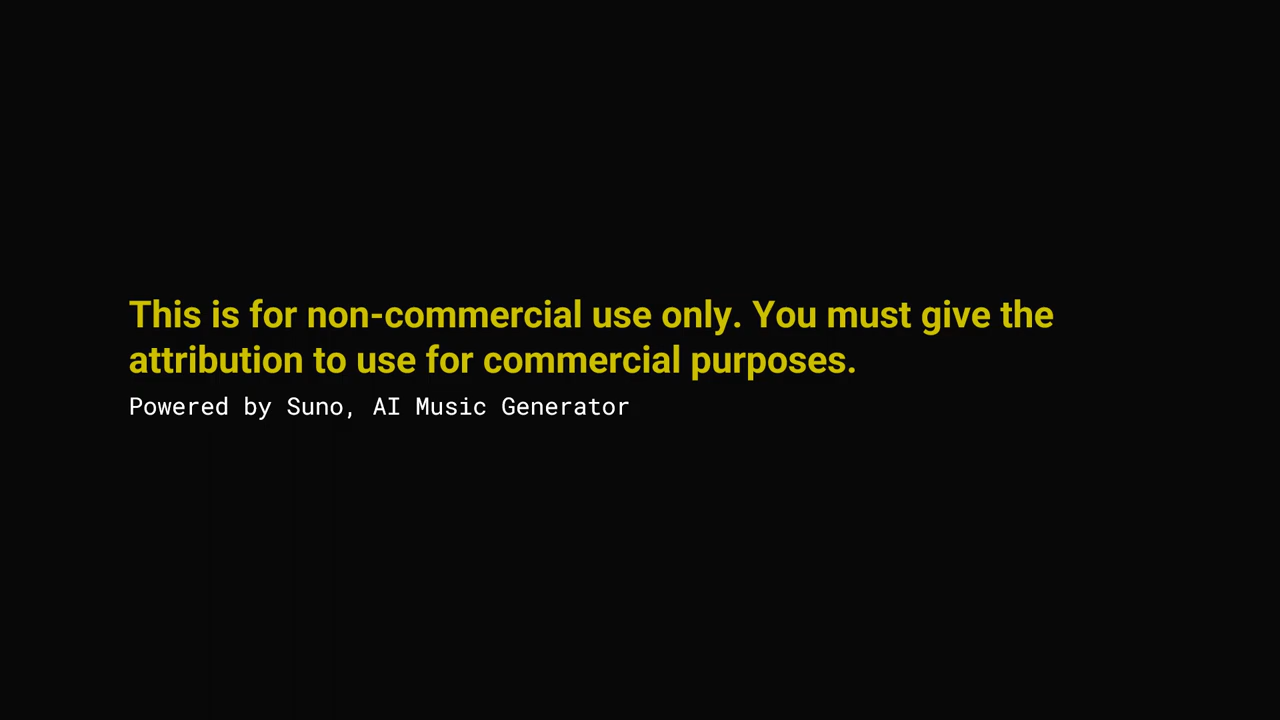 This is for non-commercial use only. You must give the
attribution to use for commercial purposes.
Powered by Suno, AI Music Generator